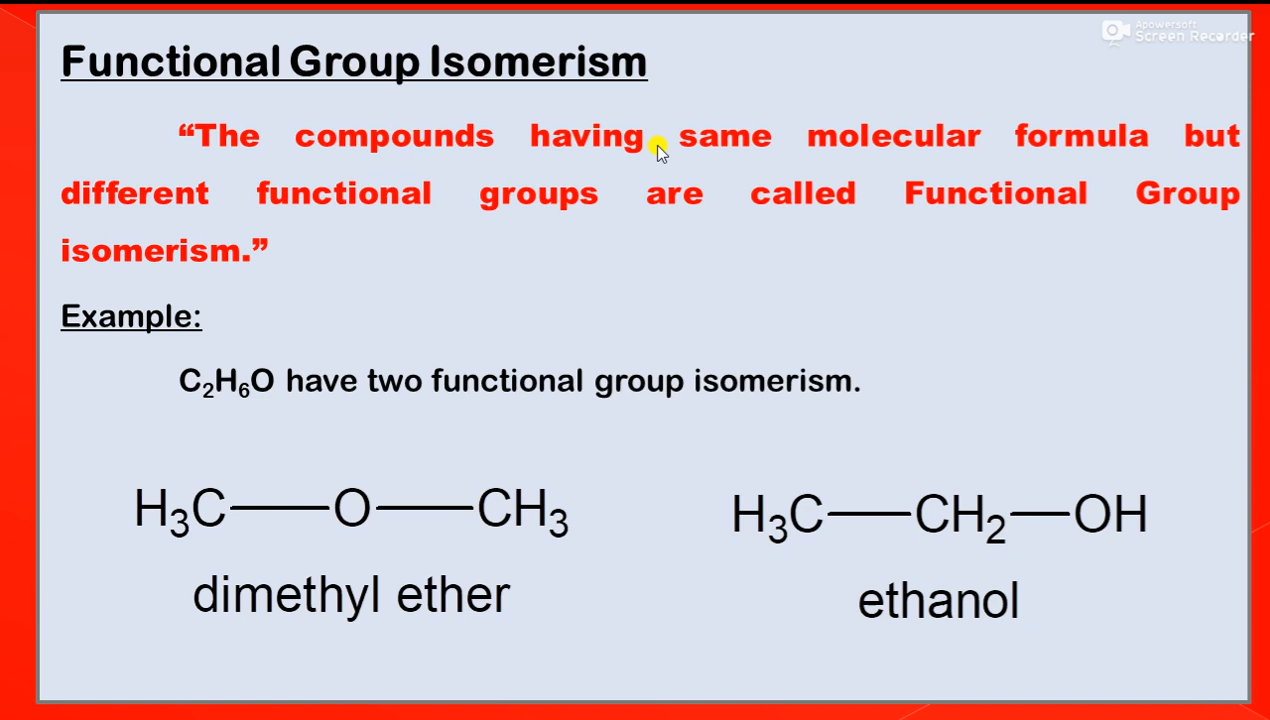 Apowersoft
Screen Recorder
Functional Group Isomerism
“The compounds having same molecular formula but
different functional groups are called Functional Group
isomerism.”
Example:
C₂H₆O have two functional group isomerism.
H₃C—O—CH₃
H₃C—CH₂—OH
dimethyl ether
ethanol